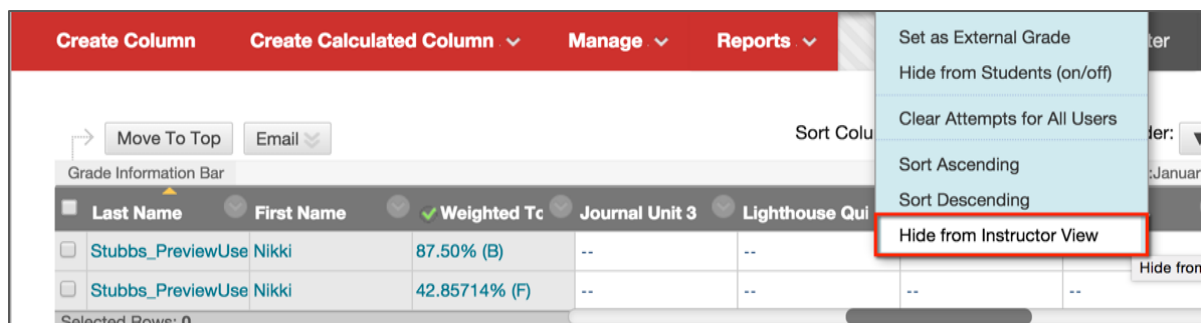 Create Column Create Calculated Column Manage Reports
Set as External Grade
Hide from Students (on/off)
Clear Attempts for All Users
Sort Ascending
Sort Descending
Hide from Instructor View
Move To Top Email Sort Colu
Grade Information Bar :Januar
Last Name First Name Weighted To Journal Unit 3 Lighthouse Qui
Hide from
Stubbs_PreviewUse Nikki 87.50% (B) -- --
Stubbs_PreviewUse Nikki 42.85714% (F) -- -- -- --
Selected Rows: 0